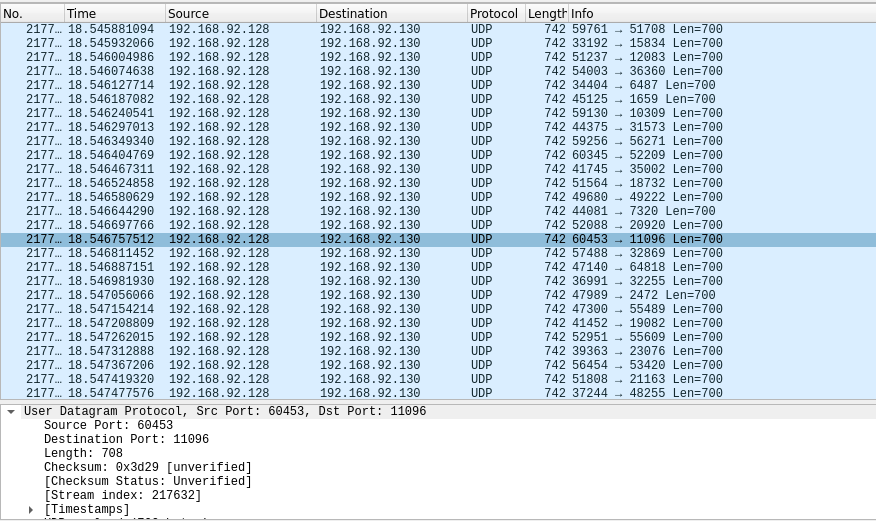 No. Time Source Destination Protocol Length Info
2177… 18.545881094 192.168.92.128 192.168.92.130 UDP 742 59761 → 51708 Len=700
2177… 18.545932066 192.168.92.128 192.168.92.130 UDP 742 33192 → 15834 Len=700
2177… 18.546004986 192.168.92.128 192.168.92.130 UDP 742 51237 → 12083 Len=700
2177… 18.546074638 192.168.92.128 192.168.92.130 UDP 742 54003 → 36360 Len=700
2177… 18.546127714 192.168.92.128 192.168.92.130 UDP 742 34404 → 6487 Len=700
2177… 18.546187082 192.168.92.128 192.168.92.130 UDP 742 45125 → 1659 Len=700
2177… 18.546240541 192.168.92.128 192.168.92.130 UDP 742 59130 → 10309 Len=700
2177… 18.546297013 192.168.92.128 192.168.92.130 UDP 742 44375 → 31573 Len=700
2177… 18.546349340 192.168.92.128 192.168.92.130 UDP 742 59256 → 56271 Len=700
2177… 18.546404769 192.168.92.128 192.168.92.130 UDP 742 60345 → 52209 Len=700
2177… 18.546467311 192.168.92.128 192.168.92.130 UDP 742 41745 → 35002 Len=700
2177… 18.546524858 192.168.92.128 192.168.92.130 UDP 742 51564 → 18732 Len=700
2177… 18.546580629 192.168.92.128 192.168.92.130 UDP 742 49680 → 49222 Len=700
2177… 18.546644290 192.168.92.128 192.168.92.130 UDP 742 44081 → 7320 Len=700
2177… 18.546697766 192.168.92.128 192.168.92.130 UDP 742 52088 → 20920 Len=700
2177… 18.546757512 192.168.92.128 192.168.92.130 UDP 742 60453 → 11096 Len=700
2177… 18.546811452 192.168.92.128 192.168.92.130 UDP 742 57488 → 32869 Len=700
2177… 18.546887151 192.168.92.128 192.168.92.130 UDP 742 47140 → 64818 Len=700
2177… 18.546981930 192.168.92.128 192.168.92.130 UDP 742 36991 → 32255 Len=700
2177… 18.547056066 192.168.92.128 192.168.92.130 UDP 742 47989 → 2472 Len=700
2177… 18.547154214 192.168.92.128 192.168.92.130 UDP 742 47300 → 55489 Len=700
2177… 18.547208809 192.168.92.128 192.168.92.130 UDP 742 41452 → 19082 Len=700
2177… 18.547262015 192.168.92.128 192.168.92.130 UDP 742 52951 → 55609 Len=700
2177… 18.547312888 192.168.92.128 192.168.92.130 UDP 742 39363 → 23076 Len=700
2177… 18.547367206 192.168.92.128 192.168.92.130 UDP 742 56454 → 53420 Len=700
2177… 18.547419320 192.168.92.128 192.168.92.130 UDP 742 51808 → 21163 Len=700
2177… 18.547477576 192.168.92.128 192.168.92.130 UDP 742 37244 → 48255 Len=700
User Datagram Protocol, Src Port: 60453, Dst Port: 11096
Source Port: 60453
Destination Port: 11096
Length: 708
Checksum: 0x3d29 [unverified]
[Checksum Status: Unverified]
[Stream index: 217632]
[Timestamps]